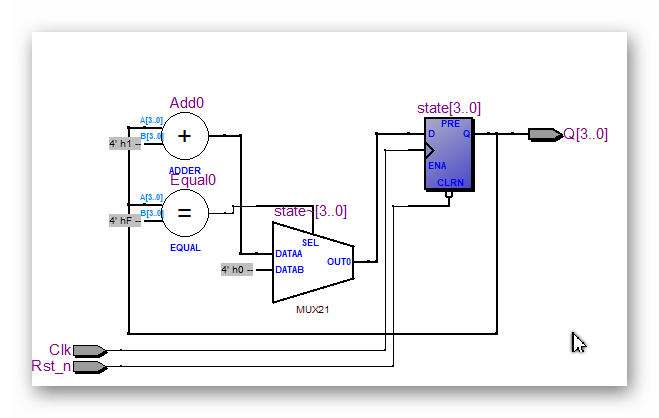 Add0
A[3..0]
B[3..0]
4' h1 --
+
ADDER
Equal0
A[3..0]
B[3..0]
4' hF --
=
EQUAL
state~[3..0]
SEL
DATAA
4' h0 --
DATAB
OUT0
MUX21
state[3..0]
PRE
D
Q
ENA
CLRN
Q[3..0]
Clk
Rst_n